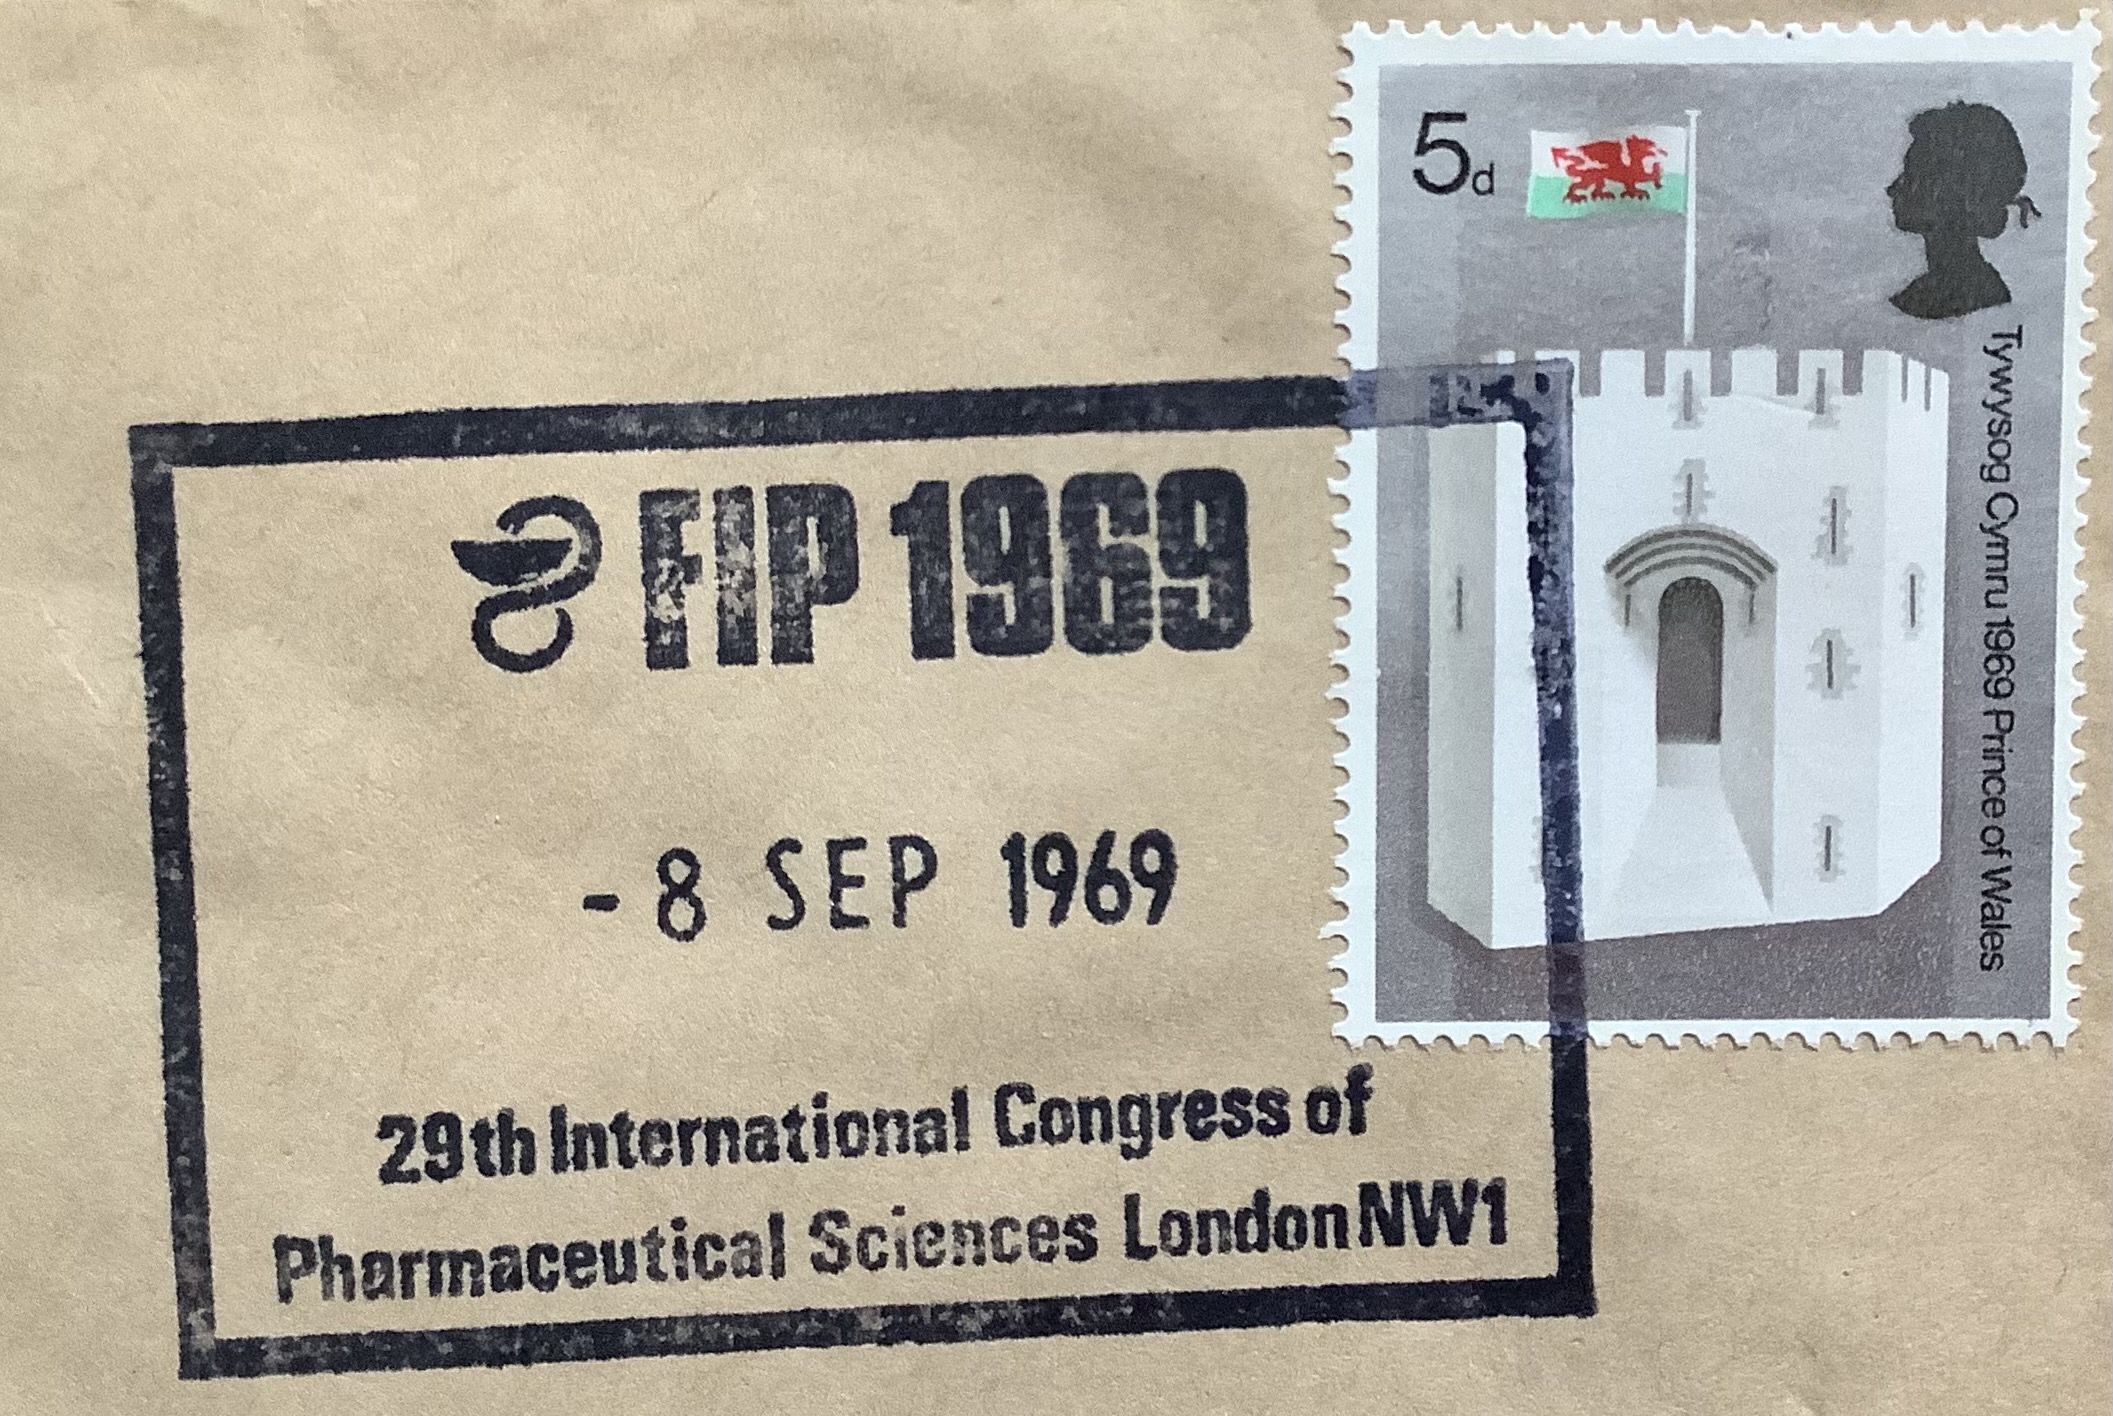 5d
Tywysog Cymru 1969 Prince of Wales
FIP 1969
- 8 SEP 1969
29th International Congress of
Pharmaceutical Sciences London NW1